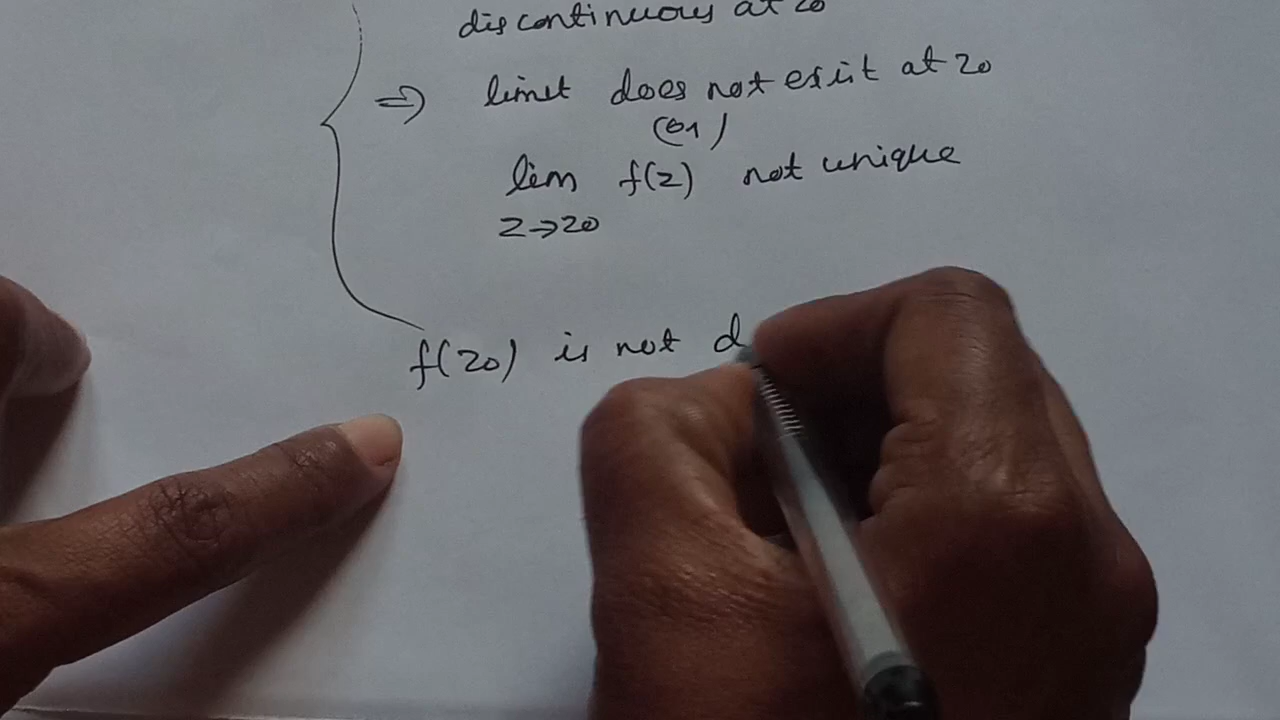 discontinuous at z0
⇒ limit does not exist at z0
(or)
lim f(z) not unique
z→z0
f(z0) is not d